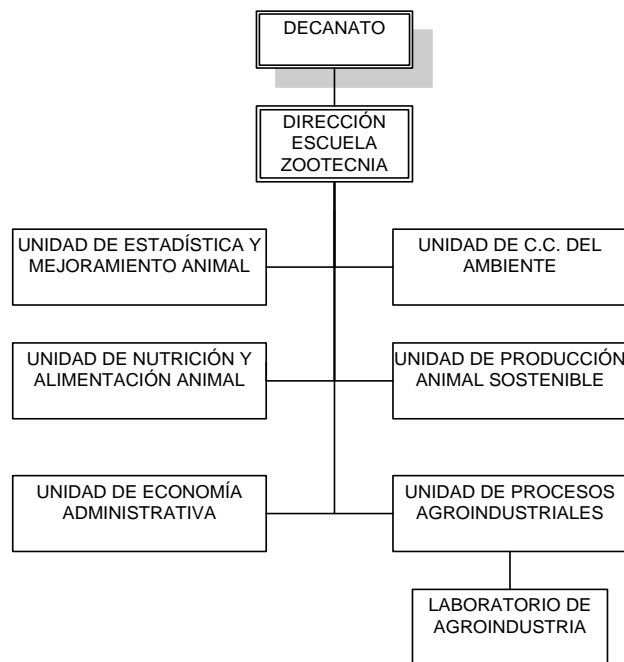 DECANATO
DIRECCIÓN
ESCUELA
ZOOTECNIA
UNIDAD DE ESTADÍSTICA Y
MEJORAMIENTO ANIMAL
UNIDAD DE C.C. DEL
AMBIENTE
UNIDAD DE NUTRICIÓN Y
ALIMENTACIÓN ANIMAL
UNIDAD DE PRODUCCIÓN
ANIMAL SOSTENIBLE
UNIDAD DE ECONOMÍA
ADMINISTRATIVA
UNIDAD DE PROCESOS
AGROINDUSTRIALES
LABORATORIO DE
AGROINDUSTRIA